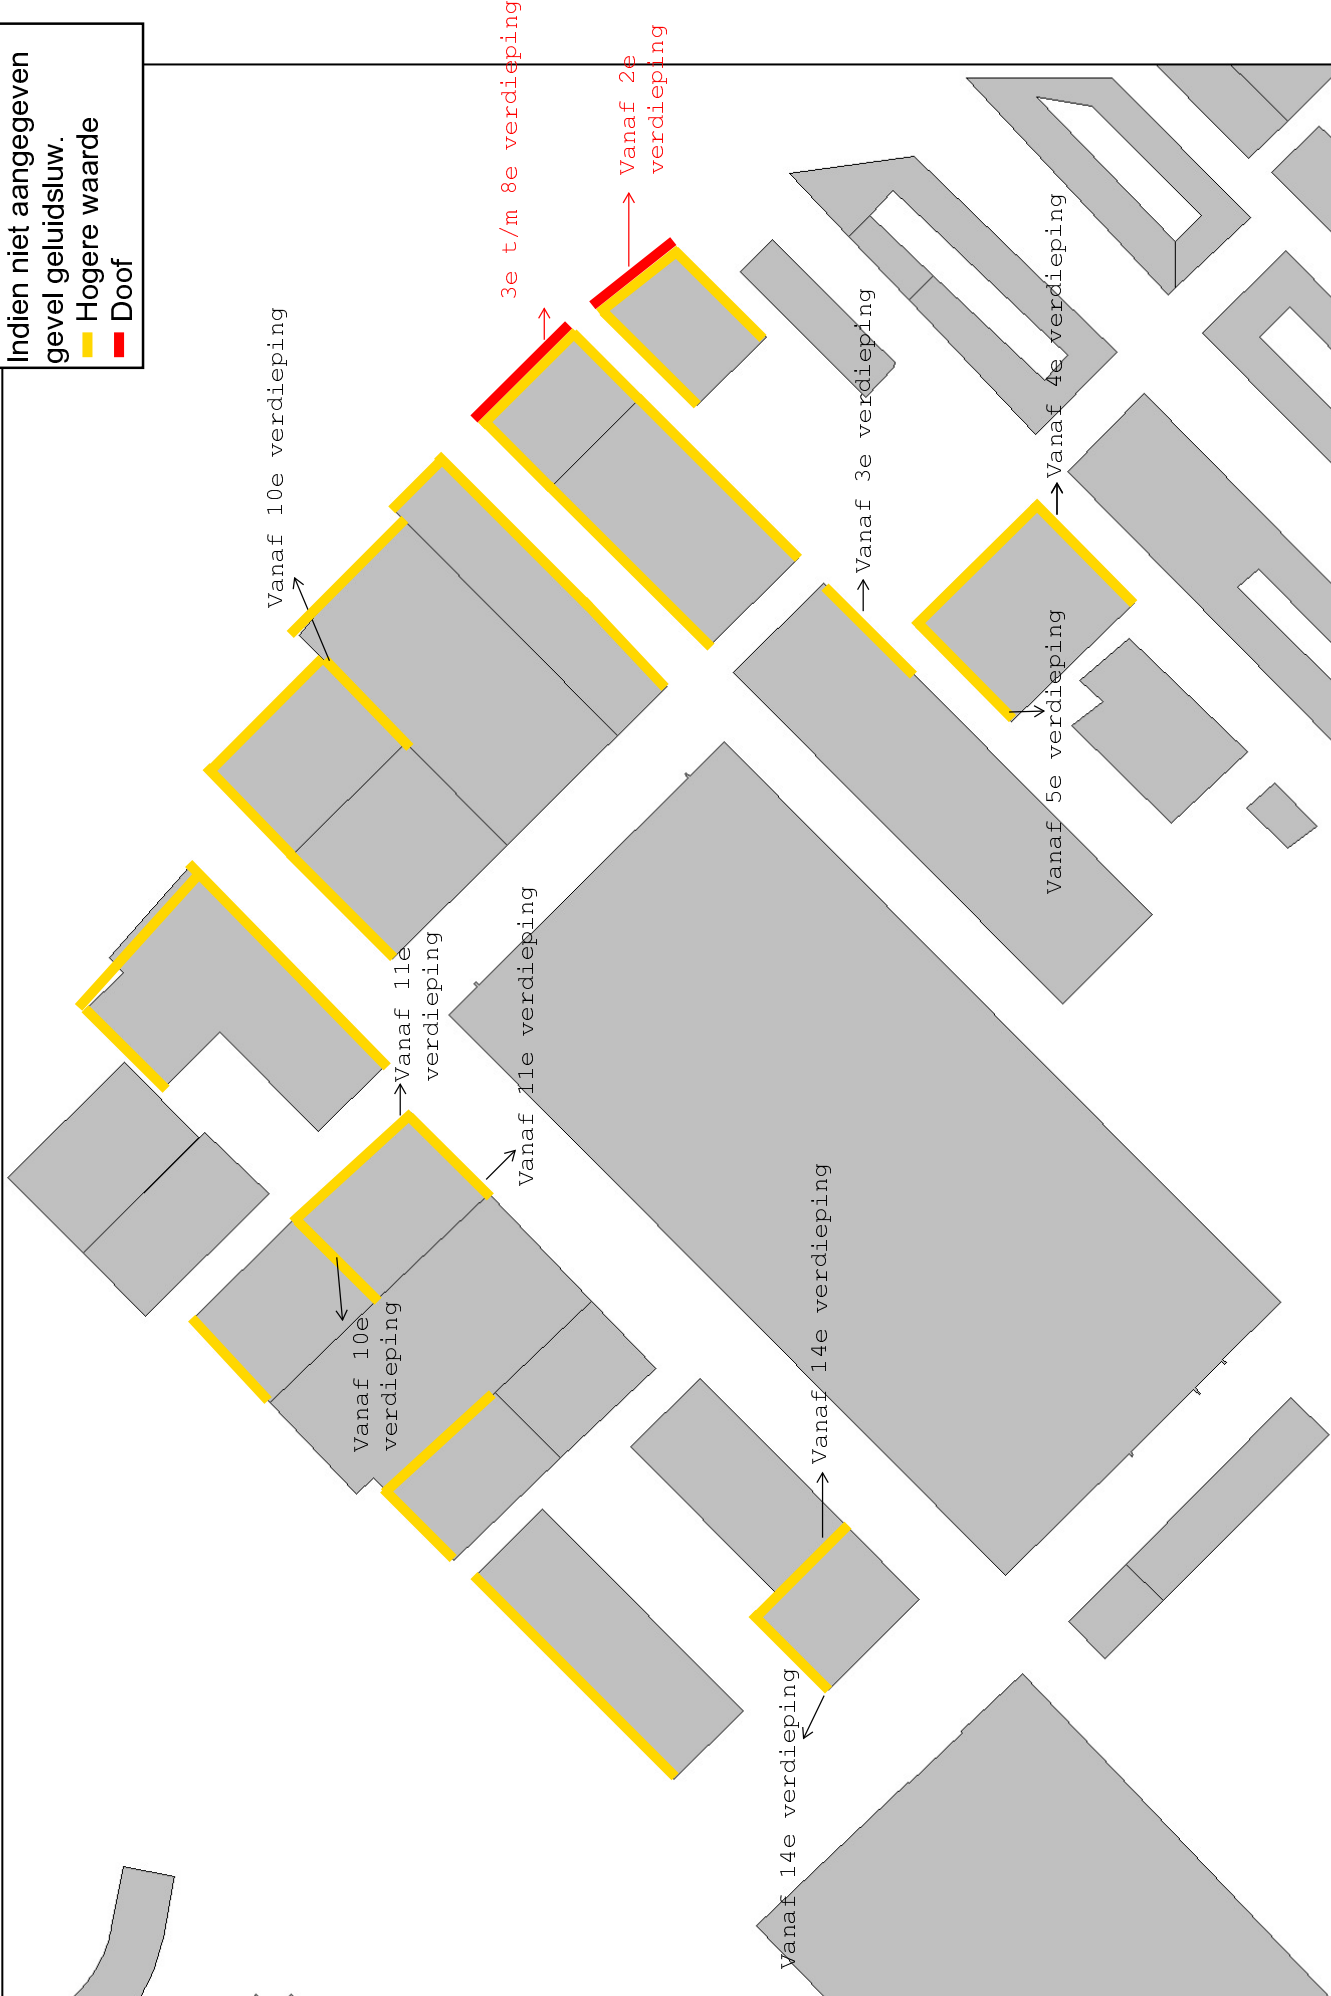 Indien niet aangegeven
gevel geluidsluw.
Hogere waarde
Doof
3e t/m 8e verdieping
Vanaf 2e
verdieping
Vanaf 10e verdieping
Vanaf 3e verdieping
Vanaf 4e verdieping
Vanaf 5e verdieping
Vanaf 11e
verdieping
Vanaf 11e verdieping
Vanaf 10e
verdieping
Vanaf 14e verdieping
Vanaf 14e verdieping